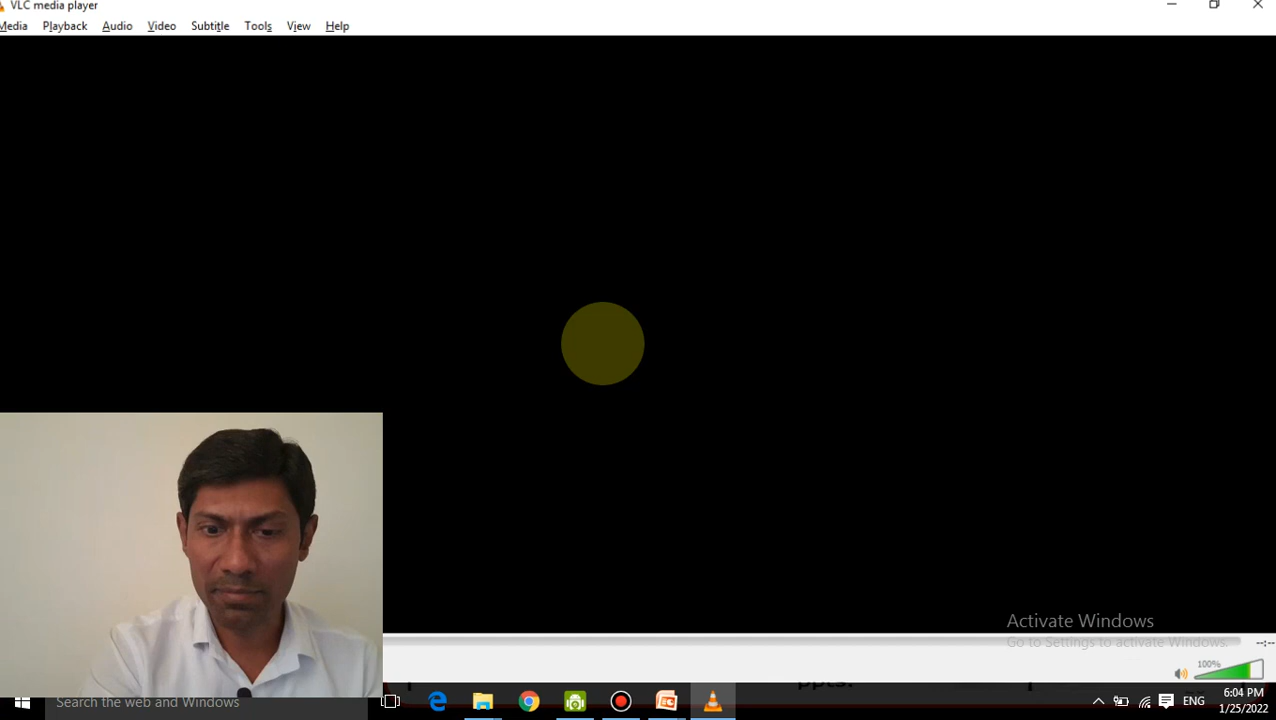 VLC media player
Media Playback Audio Video Subtitle Tools View Help
Activate Windows
Go to Settings to activate Windows.
--:--
100%
ppts.
Search the web and Windows
ENG
6:04 PM
1/25/2022